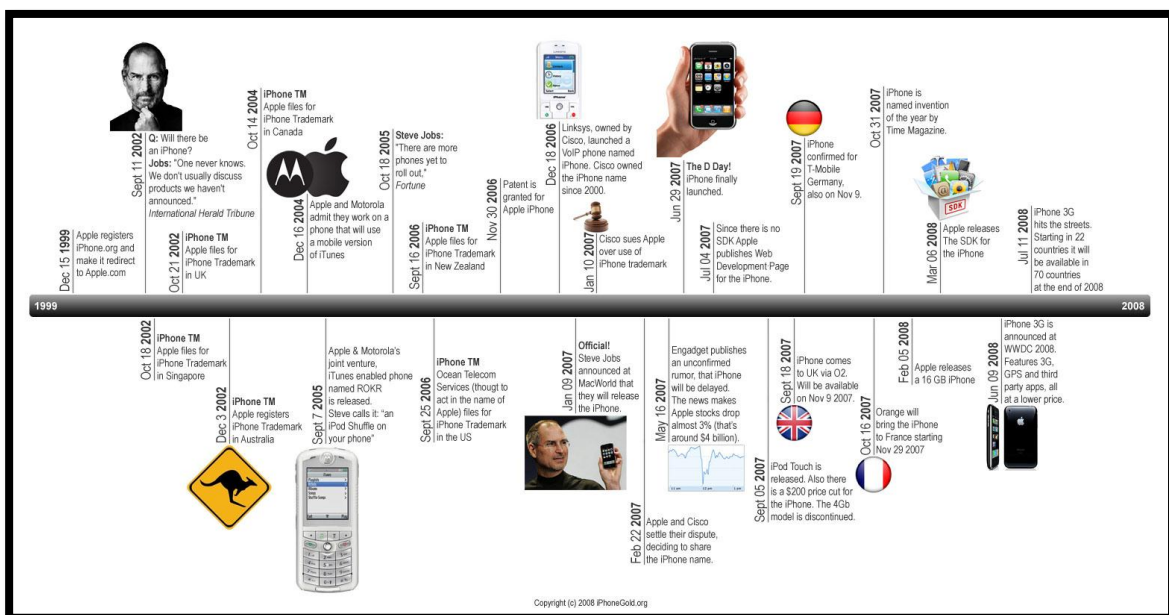 Sept 11 2002
Q: Will there be
an iPhone?
Jobs: "One never knows.
We don't usually discuss
products we haven't
announced."
International Herald Tribune
Oct 14 2004
iPhone TM
Apple files for
iPhone Trademark
in Canada
Dec 16 2004
Apple and Motorola
admit they work on a
phone that will use
a mobile version
of iTunes
Oct 18 2005
Steve Jobs:
"There are more
phones yet to
roll out,"
Fortune
Nov 30 2006
Patent is
granted for
Apple iPhone
Dec 18 2006
Linksys, owned by
Cisco, launched a
VoIP phone named
iPhone. Cisco owned
the iPhone name
since 2000.
Jun 29 2007
The D Day!
iPhone finally
launched.
Sept 19 2007
iPhone
confirmed for
T-Mobile
Germany,
also on Nov 9.
Oct 31 2007
iPhone is
named invention
of the year by
Time Magazine.
SDK
Dec 15 1999
Apple registers
iPhone.org and
make it redirect
to Apple.com
Oct 21 2002
iPhone TM
Apple files for
iPhone Trademark
in UK
Sept 16 2006
iPhone TM
Apple files for
iPhone Trademark
in New Zealand
Jan 10 2007
Cisco sues Apple
over use of
iPhone trademark
Jul 04 2007
Since there is no
SDK Apple
publishes Web
Development Page
for the iPhone.
Mar 06 2008
Apple releases
The SDK for
the iPhone
Jul 11 2008
iPhone 3G
hits the streets.
Starting in 22
countries it will
be available in
70 countries
at the end of 2008
1999
2008
Oct 18 2002
iPhone TM
Apple files for
iPhone Trademark
in Singapore
Dec 3 2002
iPhone TM
Apple registers
iPhone Trademark
in Australia
Sept 7 2005
Apple & Motorola's
joint venture,
iTunes enabled phone
named ROKR
is released.
Steve calls it: "an
iPod Shuffle on
your phone"
Sept 25 2006
iPhone TM
Ocean Telecom
Services (thougt to
act in the name of
Apple) files for
iPhone Trademark
in the US
Jan 09 2007
Official!
Steve Jobs
announced at
MacWorld that
they will release
the iPhone.
Feb 22 2007
Apple and Cisco
settle their dispute,
deciding to share
the iPhone name.
May 16 2007
Engadget publishes
an unconfirmed
rumor, that iPhone
will be delayed.
The news makes
Apple stocks drop
almost 3% (that's
around $4 billion).
Sept 05 2007
iPod Touch is
released. Also there
is a $200 price cut for
the iPhone. The 4Gb
model is discontinued.
Sept 18 2007
iPhone comes
to UK via O2.
Will be available
on Nov 9 2007.
Oct 16 2007
Orange will
bring the iPhone
to France starting
Nov 29 2007
Feb 05 2008
Apple releases
a 16 GB iPhone
Jun 09 2008
iPhone 3G is
announced at
WWDC 2008.
Features 3G,
GPS and third
party apps, all
at a lower price.
Copyright (c) 2008 iPhoneGold.org